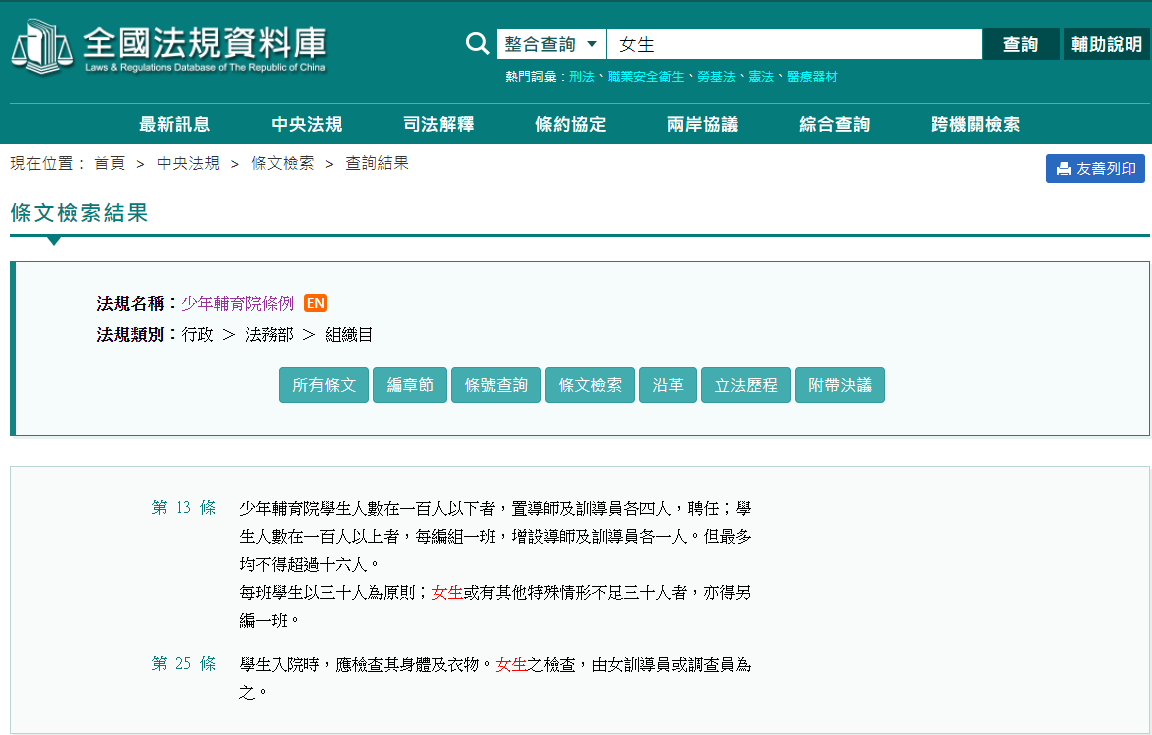 全國法規資料庫
Laws & Regulations Database of The Republic of China
整合查詢 女生 查詢 輔助說明
熱門詞彙：刑法、職業安全衛生、勞基法、憲法、醫療器材
最新訊息 中央法規 司法解釋 條約協定 兩岸協議 綜合查詢 跨機關檢索
現在位置： 首頁 > 中央法規 > 條文檢索 > 查詢結果
友善列印
條文檢索結果
法規名稱：少年輔育院條例 EN
法規類別：行政 ＞ 法務部 ＞ 組織目
所有條文 編章節 條號查詢 條文檢索 沿革 立法歷程 附帶決議
第 13 條 少年輔育院學生人數在一百人以下者，置導師及訓導員各四人，聘任；學
生人數在一百人以上者，每編組一班，增設導師及訓導員各一人。但最多
均不得超過十六人。
每班學生以三十人為原則；女生或有其他特殊情形不足三十人者，亦得另
編一班。
第 25 條 學生入院時，應檢查其身體及衣物。女生之檢查，由女訓導員或調查員為
之。